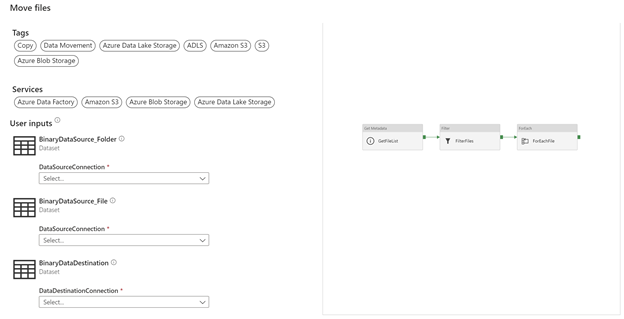 Move files
Tags
Copy Data Movement Azure Data Lake Storage ADLS Amazon S3 S3
Azure Blob Storage
Services
Azure Data Factory Amazon S3 Azure Blob Storage Azure Data Lake Storage
User inputs
BinaryDataSource_Folder
Dataset
DataSourceConnection *
Select...
BinaryDataSource_File
Dataset
DataSourceConnection *
Select...
BinaryDataDestination
Dataset
DataDestinationConnection *
Select...
Get Metadata
GetFileList
Filter
FilterFiles
ForEach
ForEachFile